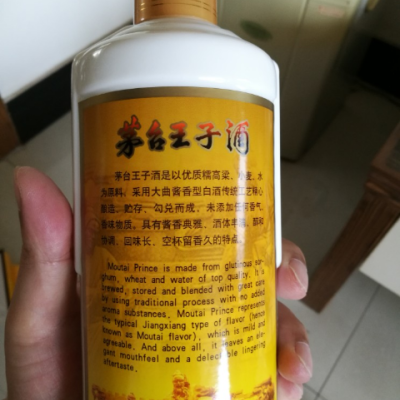 茅台王子酒
茅台王子酒是以优质糯高粱、小麦、水
为原料，采用大曲酱香型白酒传统工艺精心
酿造、贮存、勾兑而成，未添加任何香气、
香味物质。具有酱香典雅、酒体丰满、醇和
协调、回味长、空杯留香久的特点。
Moutai Prince is made from glutinous sor-
ghum, wheat and water of top quality. It is
brewed, stored and blended with great care
by using traditional process with no added
aroma substances. Moutai Prince represents
the typical Jiangxiang type of flavor (hence
known as Moutai flavor), which is mild and
agreeable. And above all, it leaves an ele-
gant mouthfeel and a delectable lingering
aftertaste.